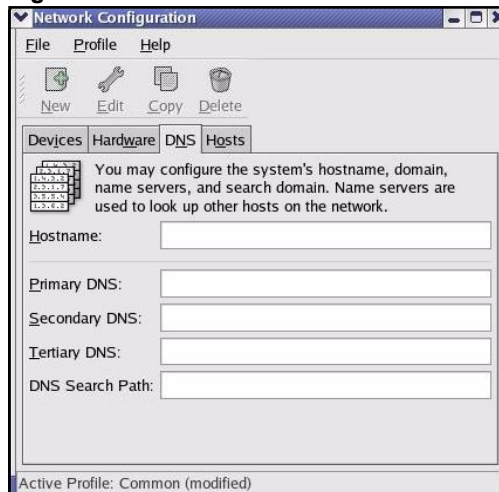 Network Configuration
File Profile Help
New Edit Copy Delete
Devices Hardware DNS Hosts
You may configure the system's hostname, domain,
name servers, and search domain. Name servers are
used to look up other hosts on the network.
Hostname:
Primary DNS:
Secondary DNS:
Tertiary DNS:
DNS Search Path:
Active Profile: Common (modified)